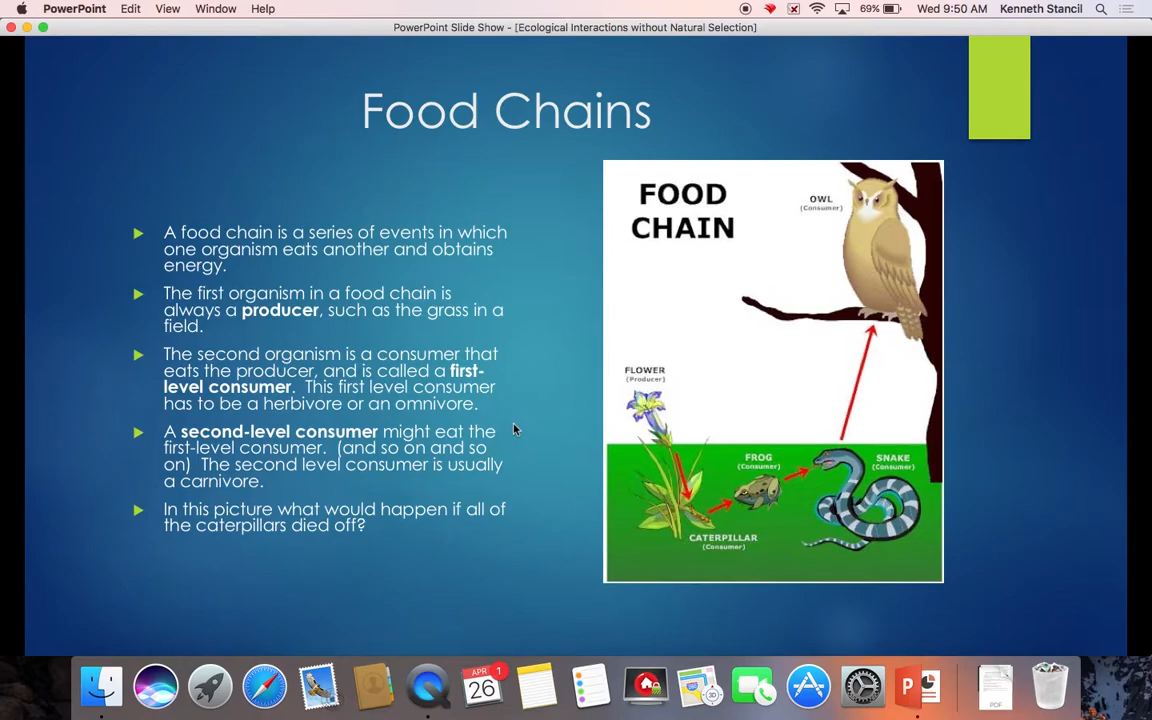 PowerPoint Edit View Window Help 69% Wed 9:50 AM Kenneth Stancil
PowerPoint Slide Show - [Ecological Interactions without Natural Selection]
Food Chains
A food chain is a series of events in which
one organism eats another and obtains
energy.
The first organism in a food chain is
always a producer, such as the grass in a
field.
The second organism is a consumer that
eats the producer, and is called a first-
level consumer. This first level consumer
has to be a herbivore or an omnivore.
A second-level consumer might eat the
first-level consumer. (and so on and so
on) The second level consumer is usually
a carnivore.
In this picture what would happen if all of
the caterpillars died off?
FOOD
CHAIN
OWL
(Consumer)
FLOWER
(Producer)
FROG
(Consumer)
SNAKE
(Consumer)
CATERPILLAR
(Consumer)
APR
1
26
3D
P
PDF